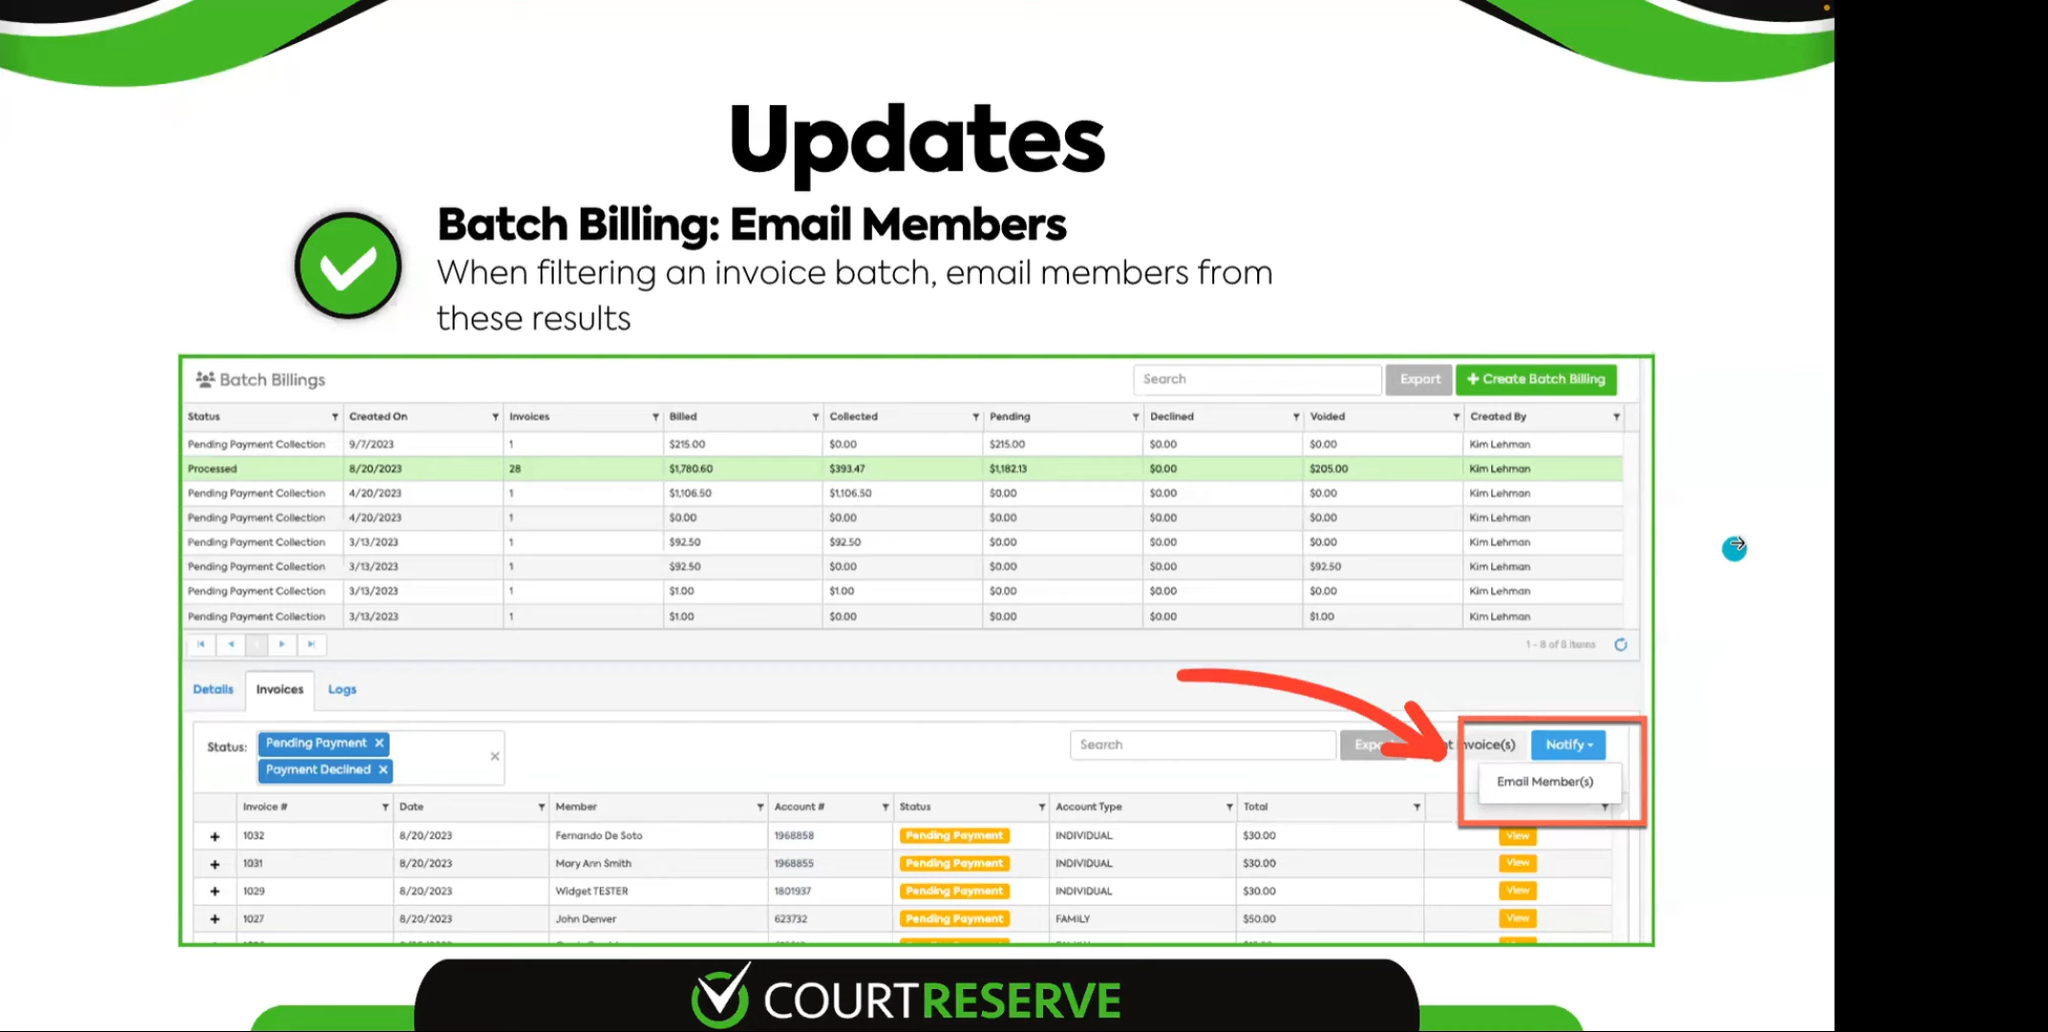 Updates
Batch Billing: Email Members
When filtering an invoice batch, email members from
these results
Batch Billings
Search
Export
+ Create Batch Billing
Status Created On Invoices Billed Collected Pending Declined Voided Created By
Pending Payment Collection 9/7/2023 1 $215.00 $0.00 $215.00 $0.00 $0.00 Kim Lehman
Processed 8/20/2023 28 $1,780.60 $393.47 $1,182.13 $0.00 $205.00 Kim Lehman
Pending Payment Collection 4/20/2023 1 $1,106.50 $1,106.50 $0.00 $0.00 $0.00 Kim Lehman
Pending Payment Collection 4/20/2023 1 $0.00 $0.00 $0.00 $0.00 $0.00 Kim Lehman
Pending Payment Collection 3/13/2023 1 $92.50 $92.50 $0.00 $0.00 $0.00 Kim Lehman
Pending Payment Collection 3/13/2023 1 $92.50 $0.00 $0.00 $0.00 $92.50 Kim Lehman
Pending Payment Collection 3/13/2023 1 $1.00 $1.00 $0.00 $0.00 $0.00 Kim Lehman
Pending Payment Collection 3/13/2023 1 $1.00 $0.00 $0.00 $0.00 $1.00 Kim Lehman
1 - 8 of 8 items
Details Invoices Logs
Status:
Pending Payment
Payment Declined
Search
Invoice(s)
Notify
Email Member(s)
Invoice # Date Member Account # Status Account Type Total
1032 8/20/2023 Fernando De Soto 1968858 Pending Payment INDIVIDUAL $30.00 View
1031 8/20/2023 Mary Ann Smith 1968855 Pending Payment INDIVIDUAL $30.00 View
1029 8/20/2023 Widget TESTER 1801937 Pending Payment INDIVIDUAL $30.00 View
1027 8/20/2023 John Denver 623732 Pending Payment FAMILY $50.00 View
COURTRESERVE